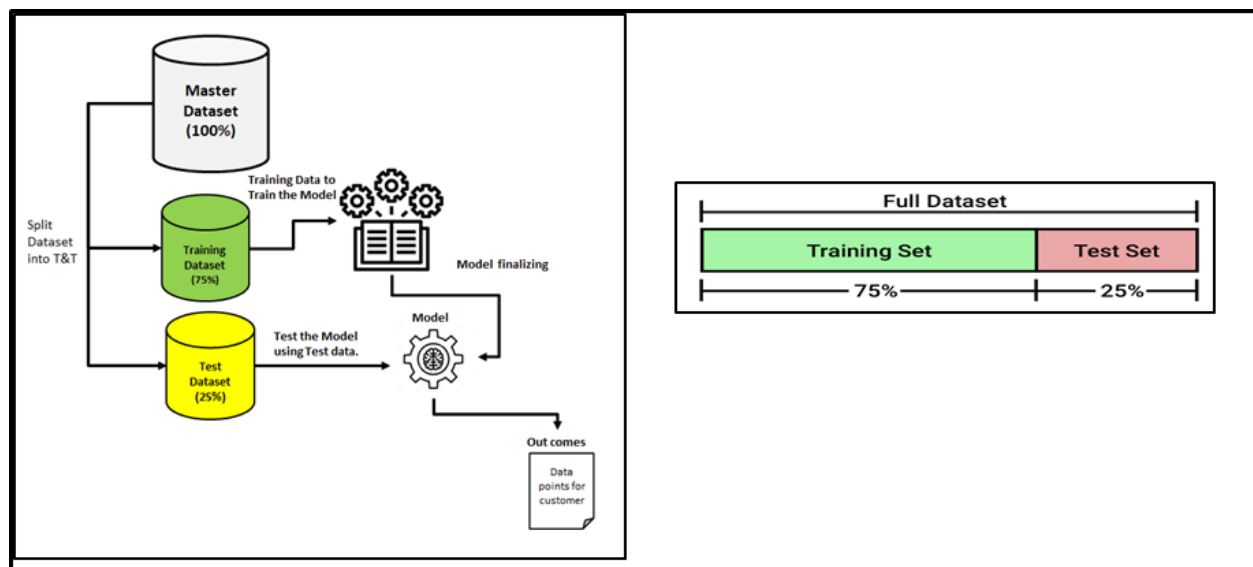 Master
Dataset
(100%)
Training Data to
Train the Model
Split
Dataset
into T&T
Training
Dataset
(75%)
Model finalizing
Test the Model
using Test data.
Model
Test
Dataset
(25%)
Out comes
Data
points for
customer
Full Dataset
Training Set
Test Set
75%
25%